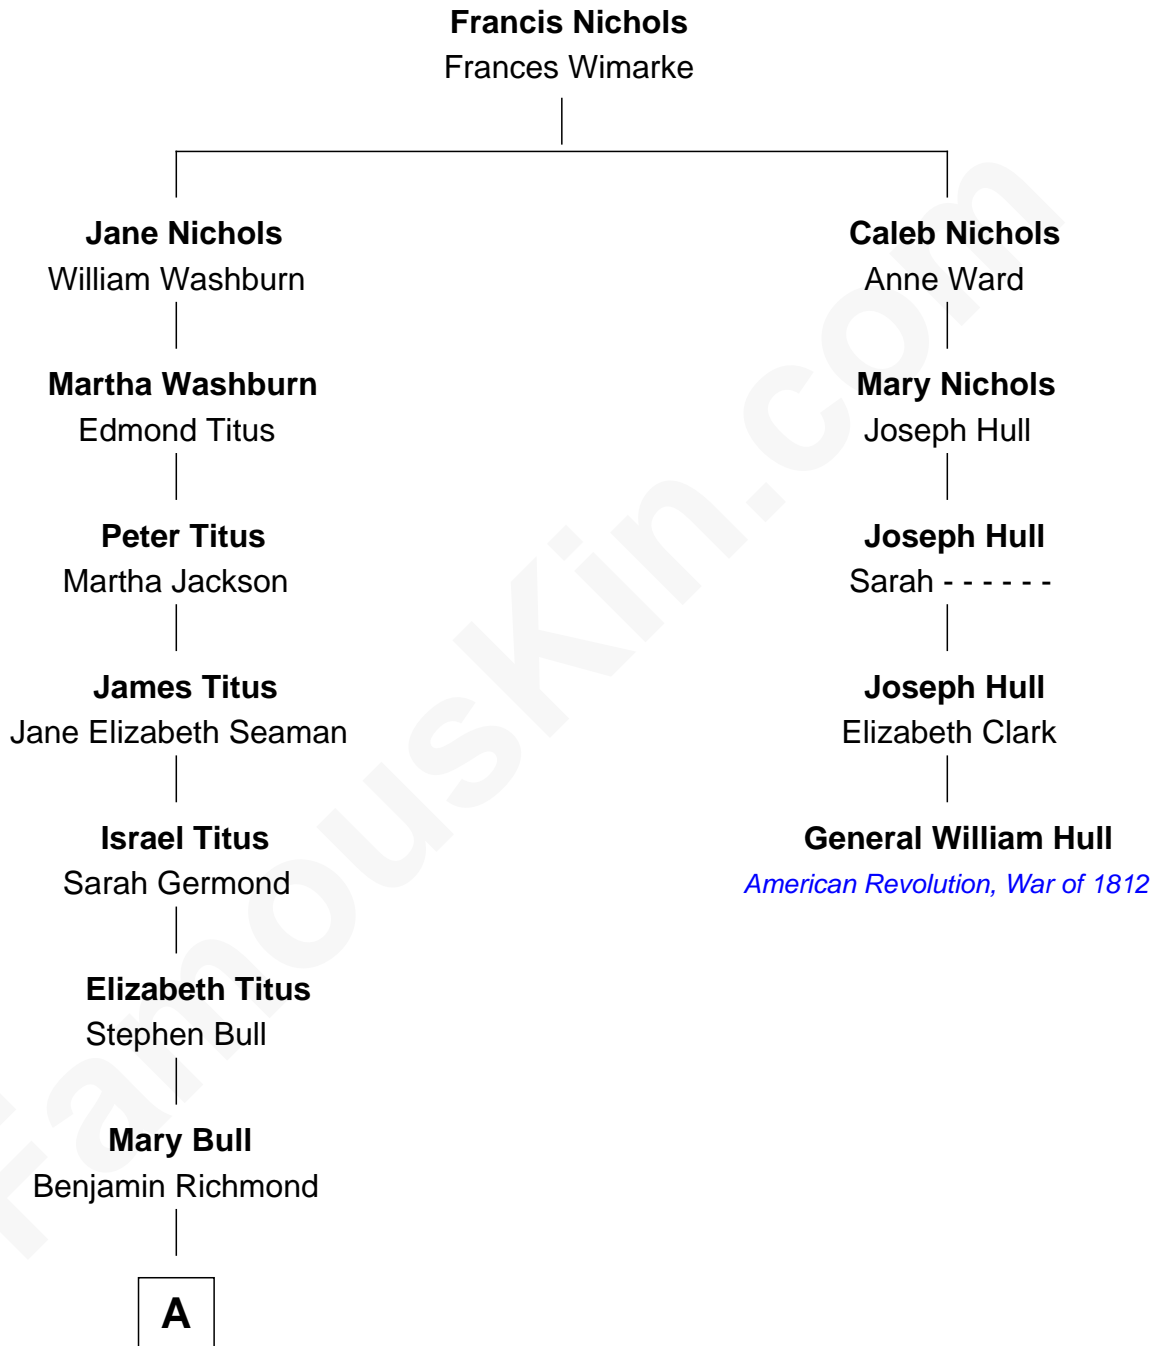 Francis Nichols
Frances Wimarke
Jane Nichols
William Washburn
Caleb Nichols
Anne Ward
Martha Washburn
Edmond Titus
Mary Nichols
Joseph Hull
Peter Titus
Martha Jackson
Joseph Hull
Sarah - - - - - -
James Titus
Jane Elizabeth Seaman
Joseph Hull
Elizabeth Clark
Israel Titus
Sarah Germond
General William Hull
American Revolution, War of 1812
Elizabeth Titus
Stephen Bull
Mary Bull
Benjamin Richmond
A
FamousKin.com